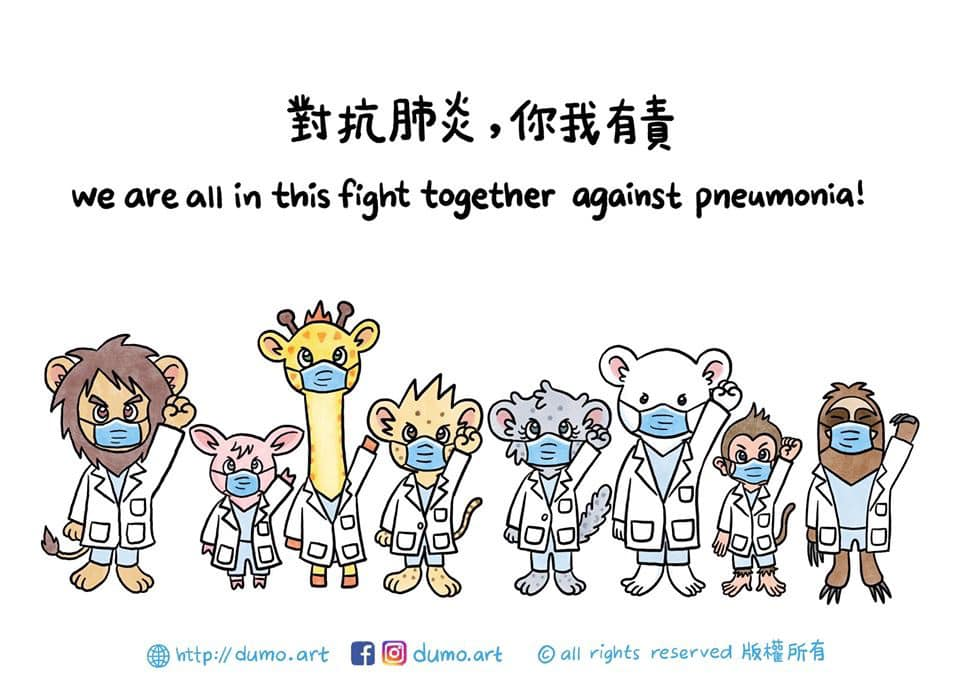 對抗肺炎，你我有責
we are all in this fight together against pneumonia!
http://dumo.art dumo.art © all rights reserved 版權所有